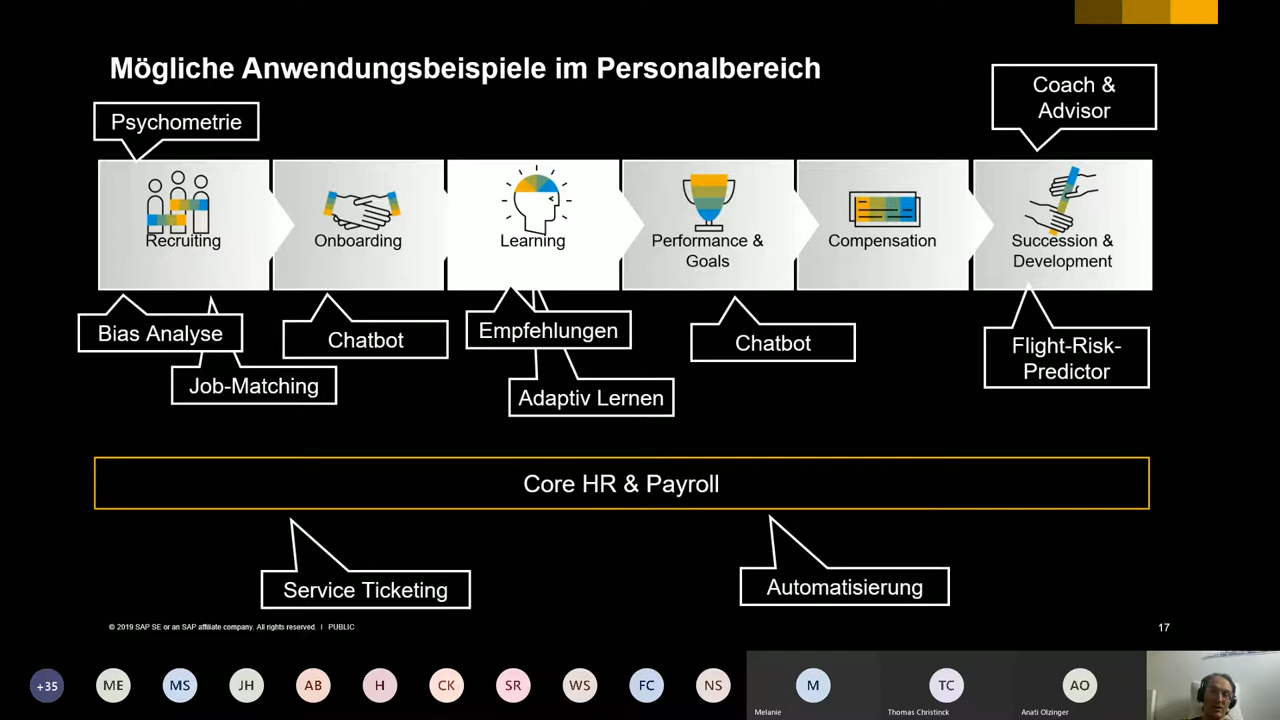 Mögliche Anwendungsbeispiele im Personalbereich
Coach &
Advisor
Psychometrie
Recruiting
Onboarding
Learning
Performance &
Goals
Compensation
Succession &
Development
Bias Analyse
Job-Matching
Chatbot
Empfehlungen
Adaptiv Lernen
Chatbot
Flight-Risk-
Predictor
Core HR & Payroll
Service Ticketing
Automatisierung
© 2019 SAP SE or an SAP affiliate company. All rights reserved. I PUBLIC
17
+35
ME
MS
JH
AB
H
CK
SR
WS
FC
NS
M
TC
AO
Melanie
Thomas Christinck
Anati Olzinger